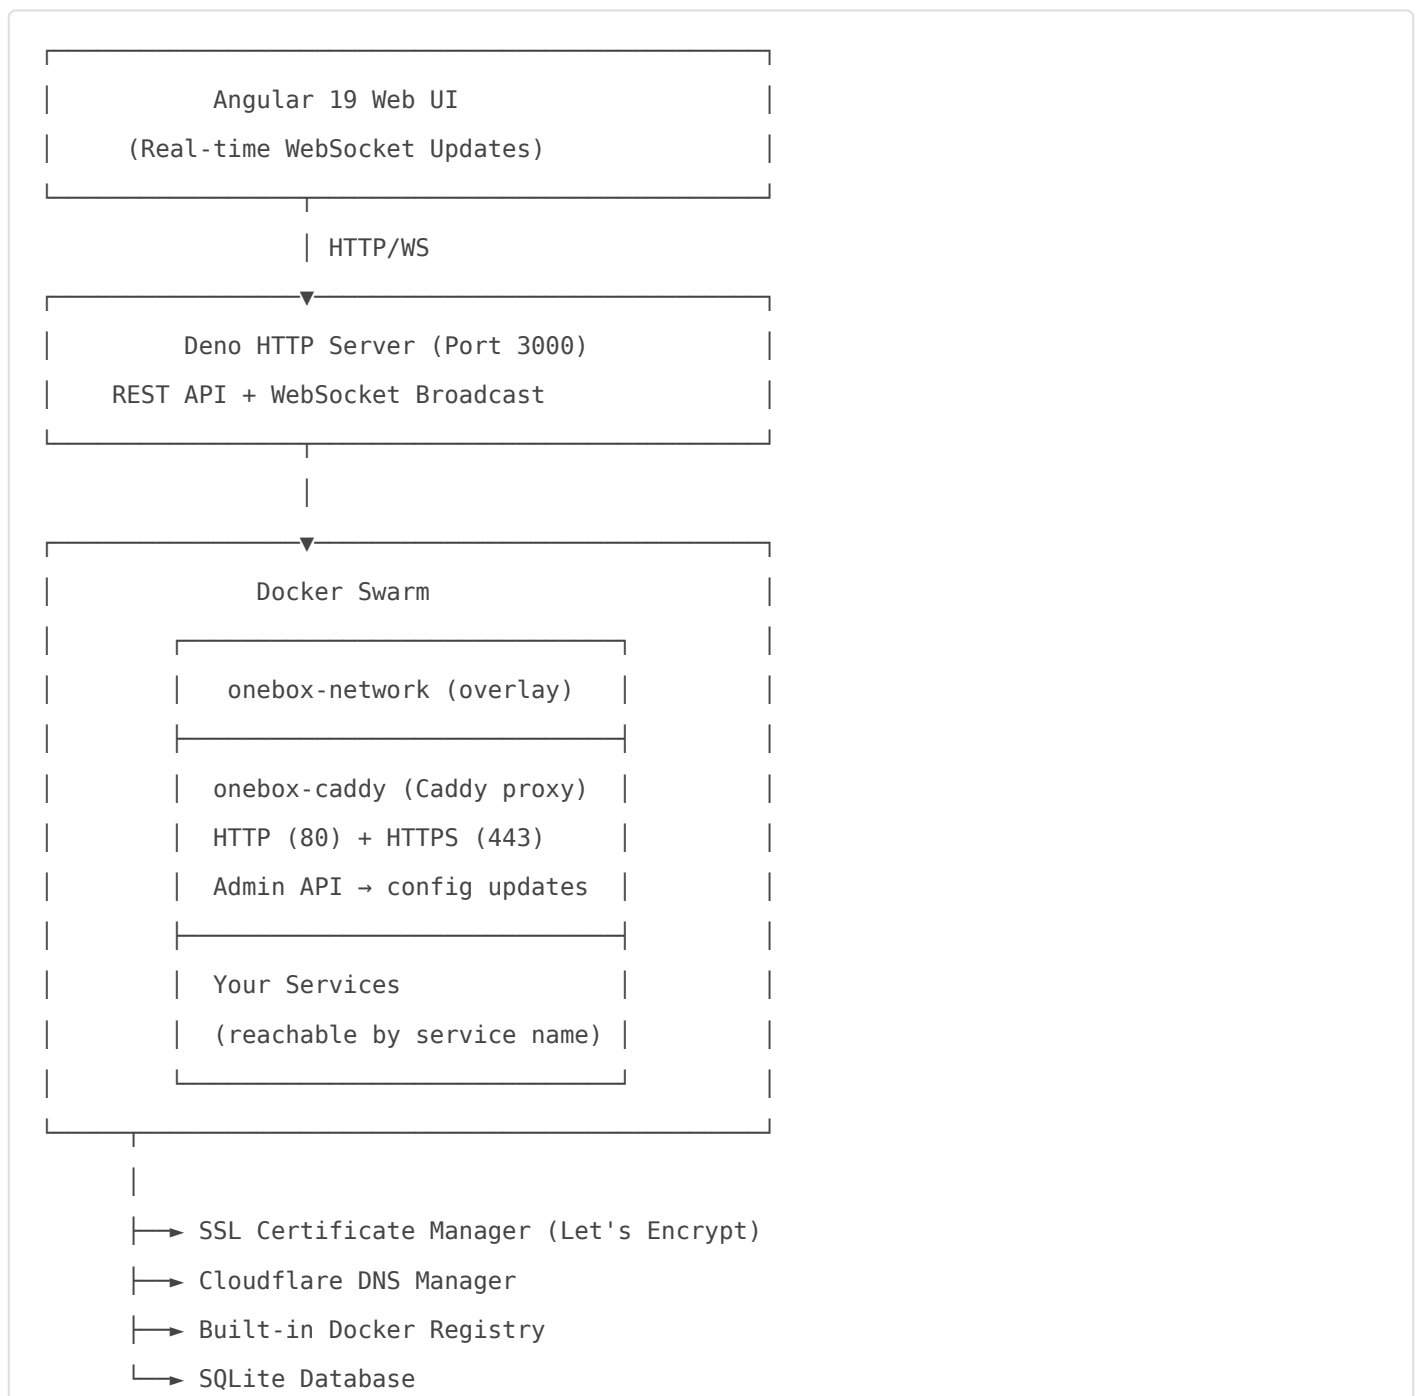 Angular 19 Web UI
(Real-time WebSocket Updates)
HTTP/WS
Deno HTTP Server (Port 3000)
REST API + WebSocket Broadcast
Docker Swarm
onebox-network (overlay)
onebox-caddy (Caddy proxy)
HTTP (80) + HTTPS (443)
Admin API → config updates
Your Services
(reachable by service name)
SSL Certificate Manager (Let's Encrypt)
Cloudflare DNS Manager
Built-in Docker Registry
SQLite Database